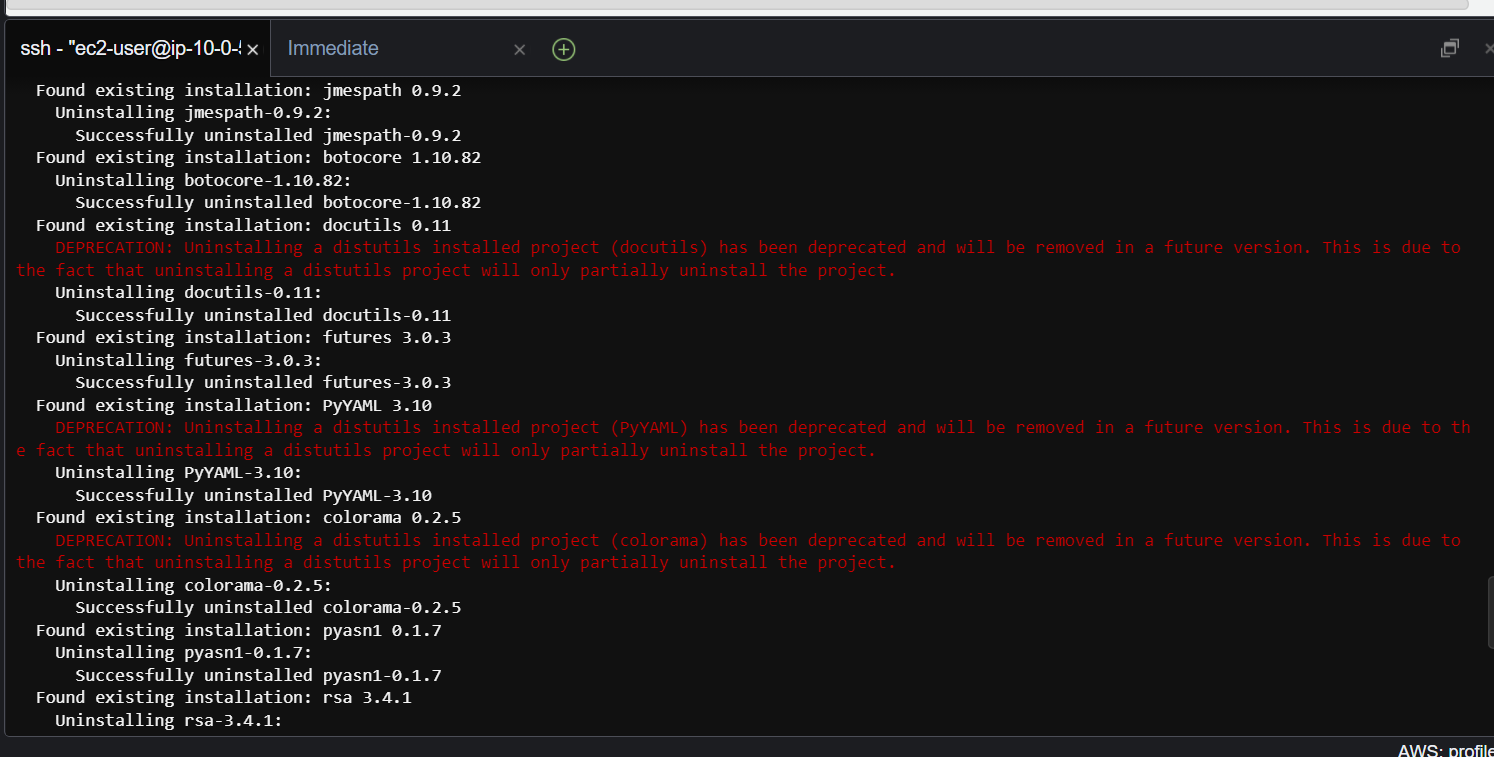 ssh - "ec2-user@ip-10-0-5 Immediate
Found existing installation: jmespath 0.9.2
Uninstalling jmespath-0.9.2:
Successfully uninstalled jmespath-0.9.2
Found existing installation: botocore 1.10.82
Uninstalling botocore-1.10.82:
Successfully uninstalled botocore-1.10.82
Found existing installation: docutils 0.11
DEPRECATION: Uninstalling a distutils installed project (docutils) has been deprecated and will be removed in a future version. This is due to
the fact that uninstalling a distutils project will only partially uninstall the project.
Uninstalling docutils-0.11:
Successfully uninstalled docutils-0.11
Found existing installation: futures 3.0.3
Uninstalling futures-3.0.3:
Successfully uninstalled futures-3.0.3
Found existing installation: PyYAML 3.10
DEPRECATION: Uninstalling a distutils installed project (PyYAML) has been deprecated and will be removed in a future version. This is due to th
e fact that uninstalling a distutils project will only partially uninstall the project.
Uninstalling PyYAML-3.10:
Successfully uninstalled PyYAML-3.10
Found existing installation: colorama 0.2.5
DEPRECATION: Uninstalling a distutils installed project (colorama) has been deprecated and will be removed in a future version. This is due to
the fact that uninstalling a distutils project will only partially uninstall the project.
Uninstalling colorama-0.2.5:
Successfully uninstalled colorama-0.2.5
Found existing installation: pyasn1 0.1.7
Uninstalling pyasn1-0.1.7:
Successfully uninstalled pyasn1-0.1.7
Found existing installation: rsa 3.4.1
Uninstalling rsa-3.4.1:
AWS: profile